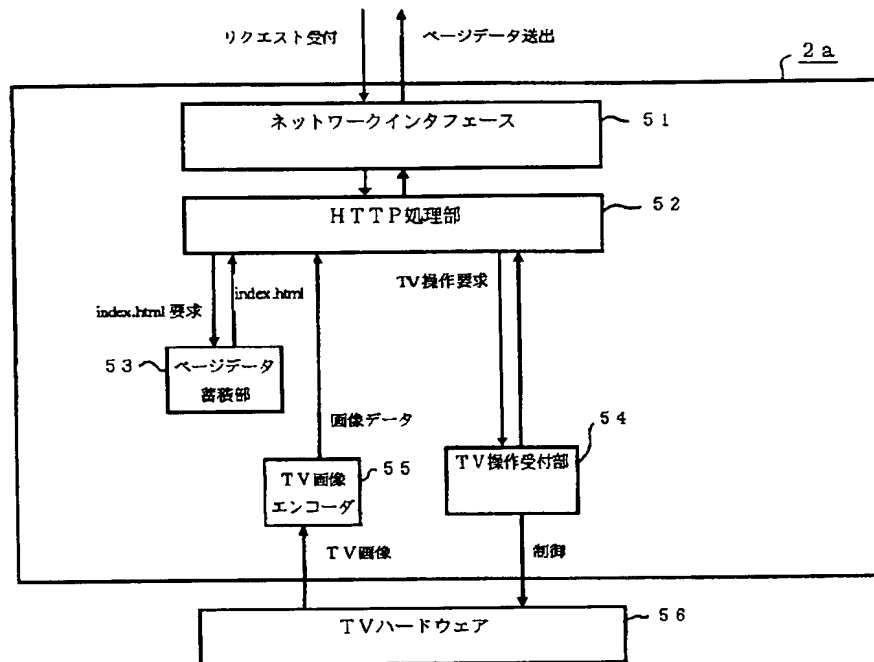 リクエスト受付
ページデータ送出
2a
ネットワークインタフェース
51
HTTP処理部
52
index.html 要求
index.html
TV操作要求
53
ページデータ
蓄積部
画像データ
54
TV画像
エンコーダ
55
TV操作受付部
TV画像
制御
TVハードウェア
56